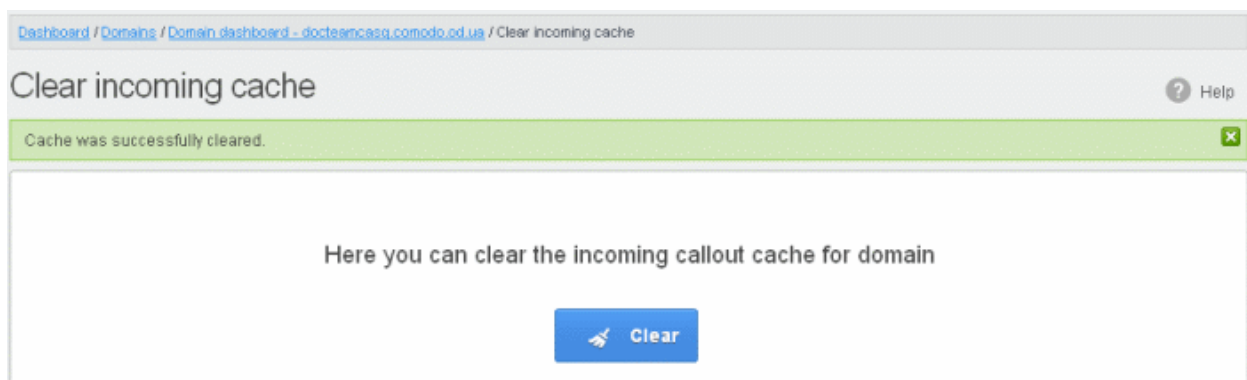 Dashboard / Domains / Domain dashboard - docteamcasg.comodo.od.ua / Clear incoming cache
Clear incoming cache
Help
Cache was successfully cleared.
Here you can clear the incoming callout cache for domain
Clear